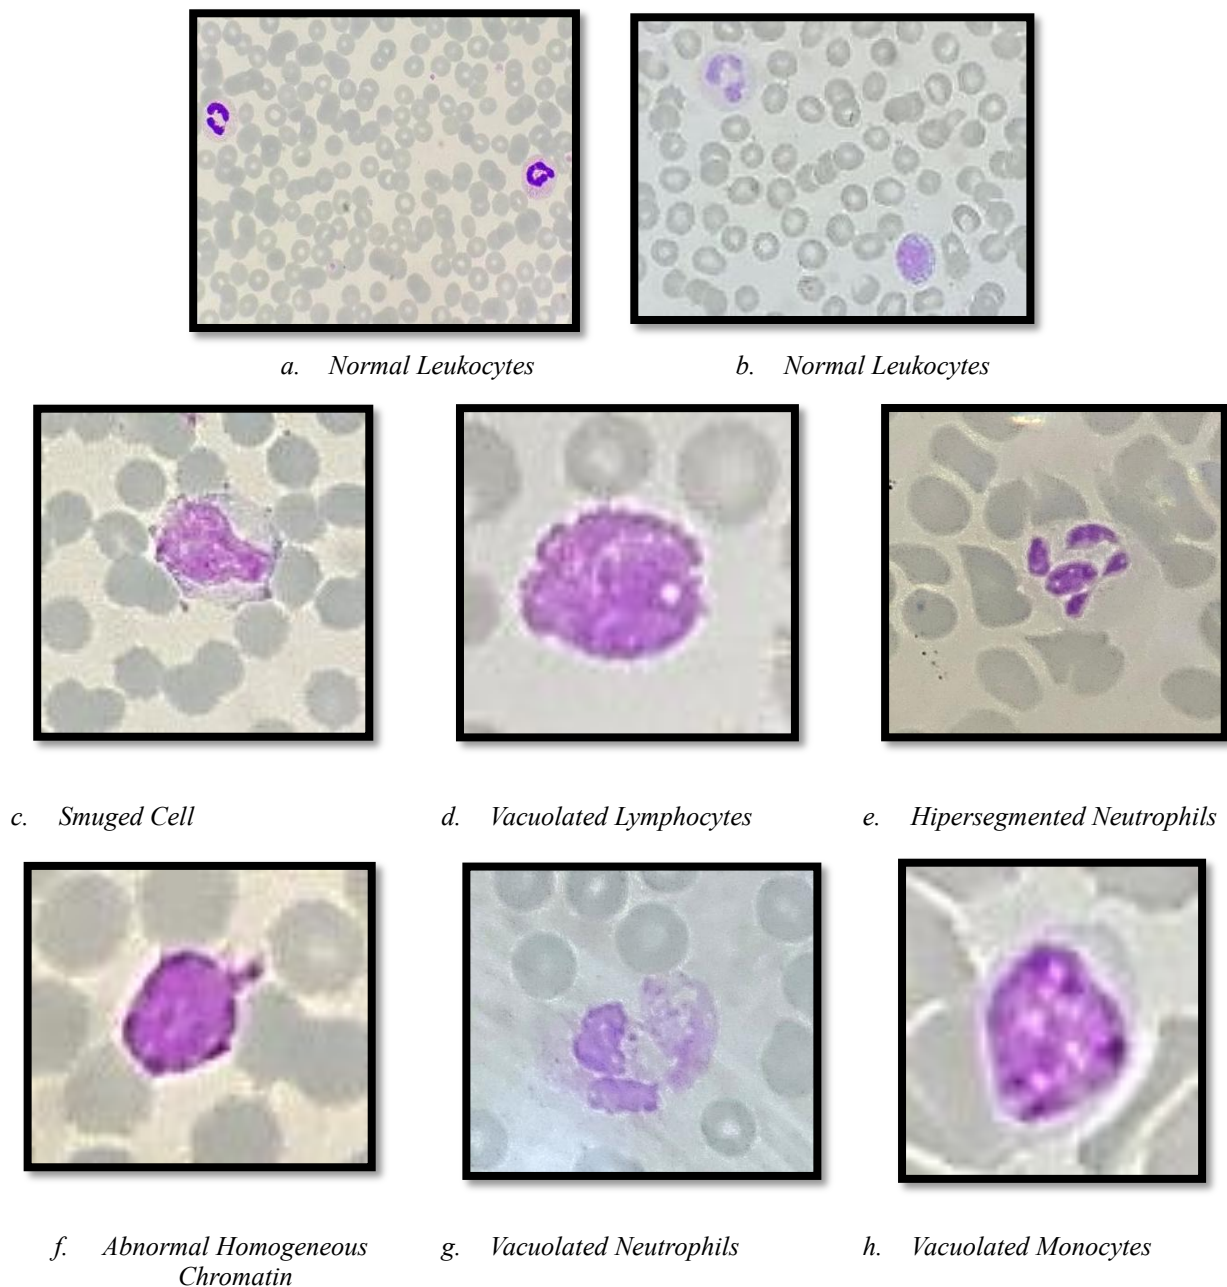 a. Normal Leukocytes
b. Normal Leukocytes
c. Smuged Cell
d. Vacuolated Lymphocytes
e. Hipersegmented Neutrophils
f. Abnormal Homogeneous
Chromatin
g. Vacuolated Neutrophils
h. Vacuolated Monocytes